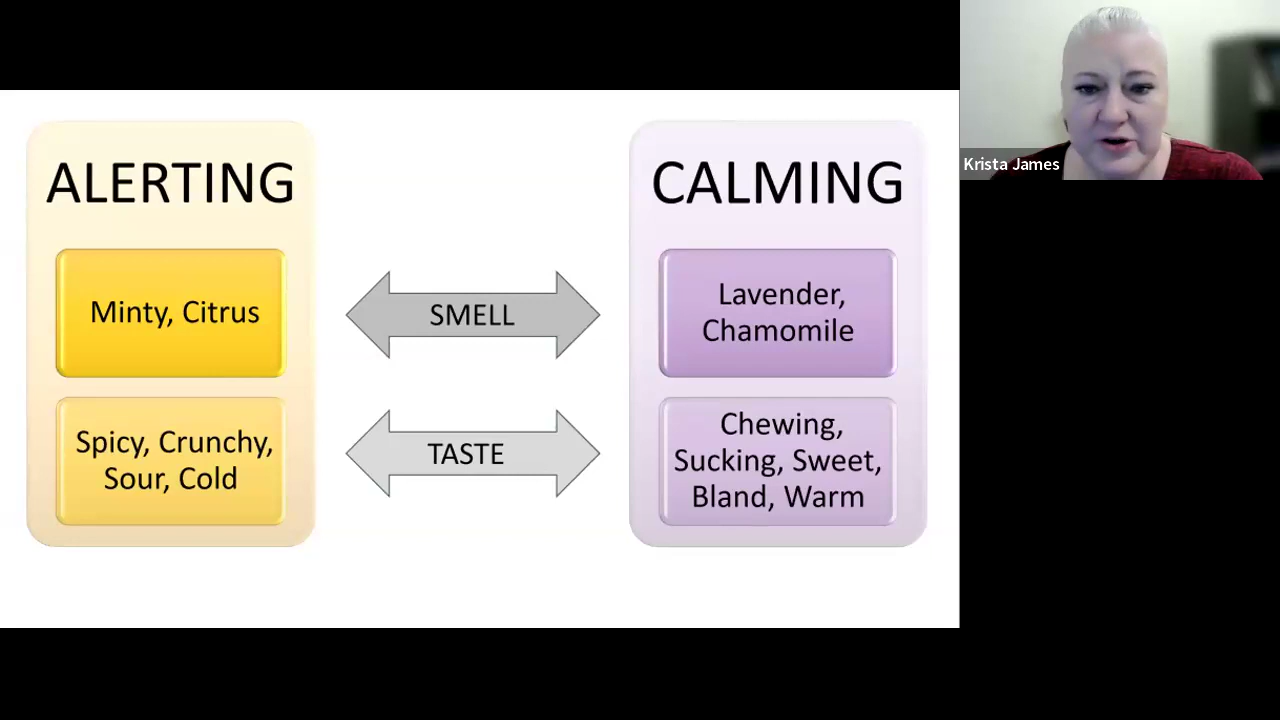 ALERTING
CALMING
Minty, Citrus
SMELL
Lavender,
Chamomile
Spicy, Crunchy,
Sour, Cold
TASTE
Chewing,
Sucking, Sweet,
Bland, Warm
Krista James